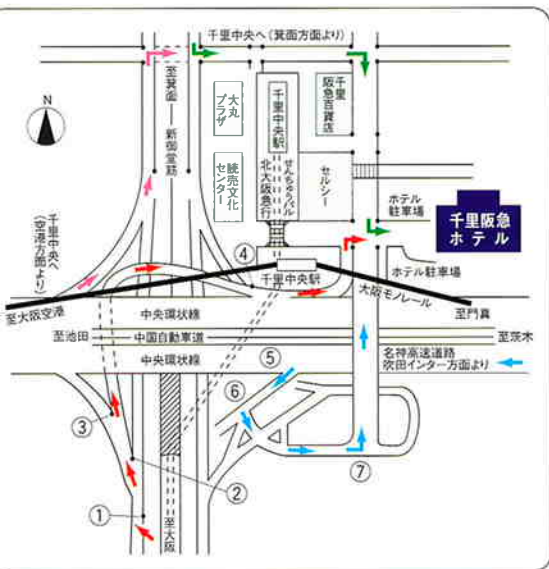 千里中央へ(箕面方面より)
N
至箕面
新御堂筋
大丸
プラザ
千里中央駅
千里
阪急百貨店
読売文化
センター
北大阪急行
せんちゅうパル
セルシー
ホテル
駐車場
千里阪急
ホテル
千里中央へ
(空港方面より)
④
千里中央駅
ホテル駐車場
大阪モノレール
至大阪空港
至門真
中央環状線
至池田
中国自動車道
至茨木
中央環状線
⑤
名神高速道路
吹田インター方面より
⑥
③
②
⑦
①
至大阪